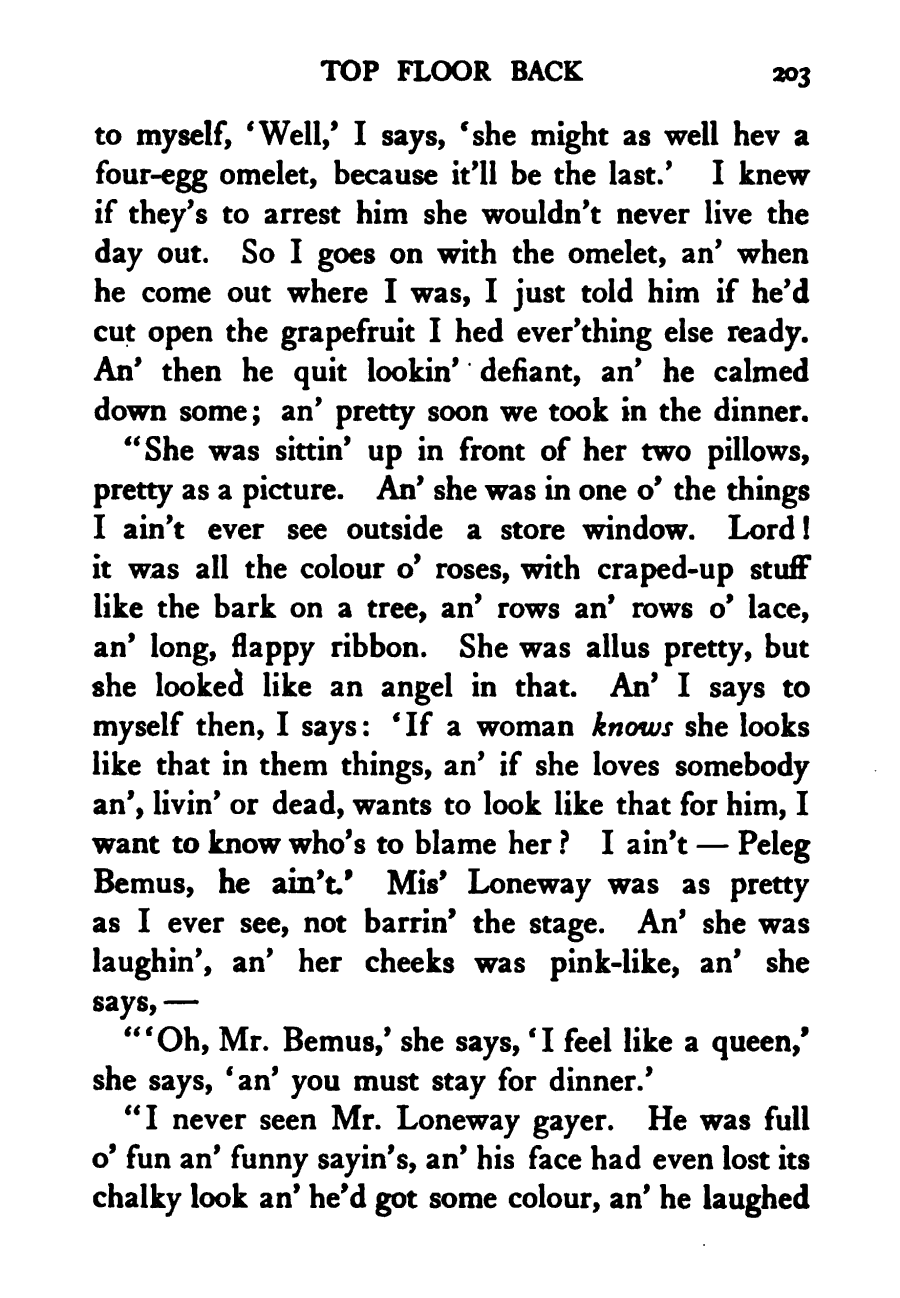 TOP FLOOR BACK 203
to myself, ‘Well,’ I says, ‘she might as well hev a
four-egg omelet, because it’ll be the last.’ I knew
if they’s to arrest him she wouldn’t never live the
day out. So I goes on with the omelet, an’ when
he come out where I was, I just told him if he’d
cut open the grapefruit I hed ever’thing else ready.
An’ then he quit lookin’ defiant, an’ he calmed
down some; an’ pretty soon we took in the dinner.
“She was sittin’ up in front of her two pillows,
pretty as a picture. An’ she was in one o’ the things
I ain’t ever see outside a store window. Lord!
it was all the colour o’ roses, with craped-up stuff
like the bark on a tree, an’ rows an’ rows o’ lace,
an’ long, flappy ribbon. She was allus pretty, but
she looked like an angel in that. An’ I says to
myself then, I says: ‘If a woman knows she looks
like that in them things, an’ if she loves somebody
an’, livin’ or dead, wants to look like that for him, I
want to know who’s to blame her? I ain’t — Peleg
Bemus, he ain’t.’ Mis’ Loneway was as pretty
as I ever see, not barrin’ the stage. An’ she was
laughin’, an’ her cheeks was pink-like, an’ she
says, —
“‘Oh, Mr. Bemus,’ she says, ‘I feel like a queen,’
she says, ‘an’ you must stay for dinner.’
“I never seen Mr. Loneway gayer. He was full
o’ fun an’ funny sayin’s, an’ his face had even lost its
chalky look an’ he’d got some colour, an’ he laughed